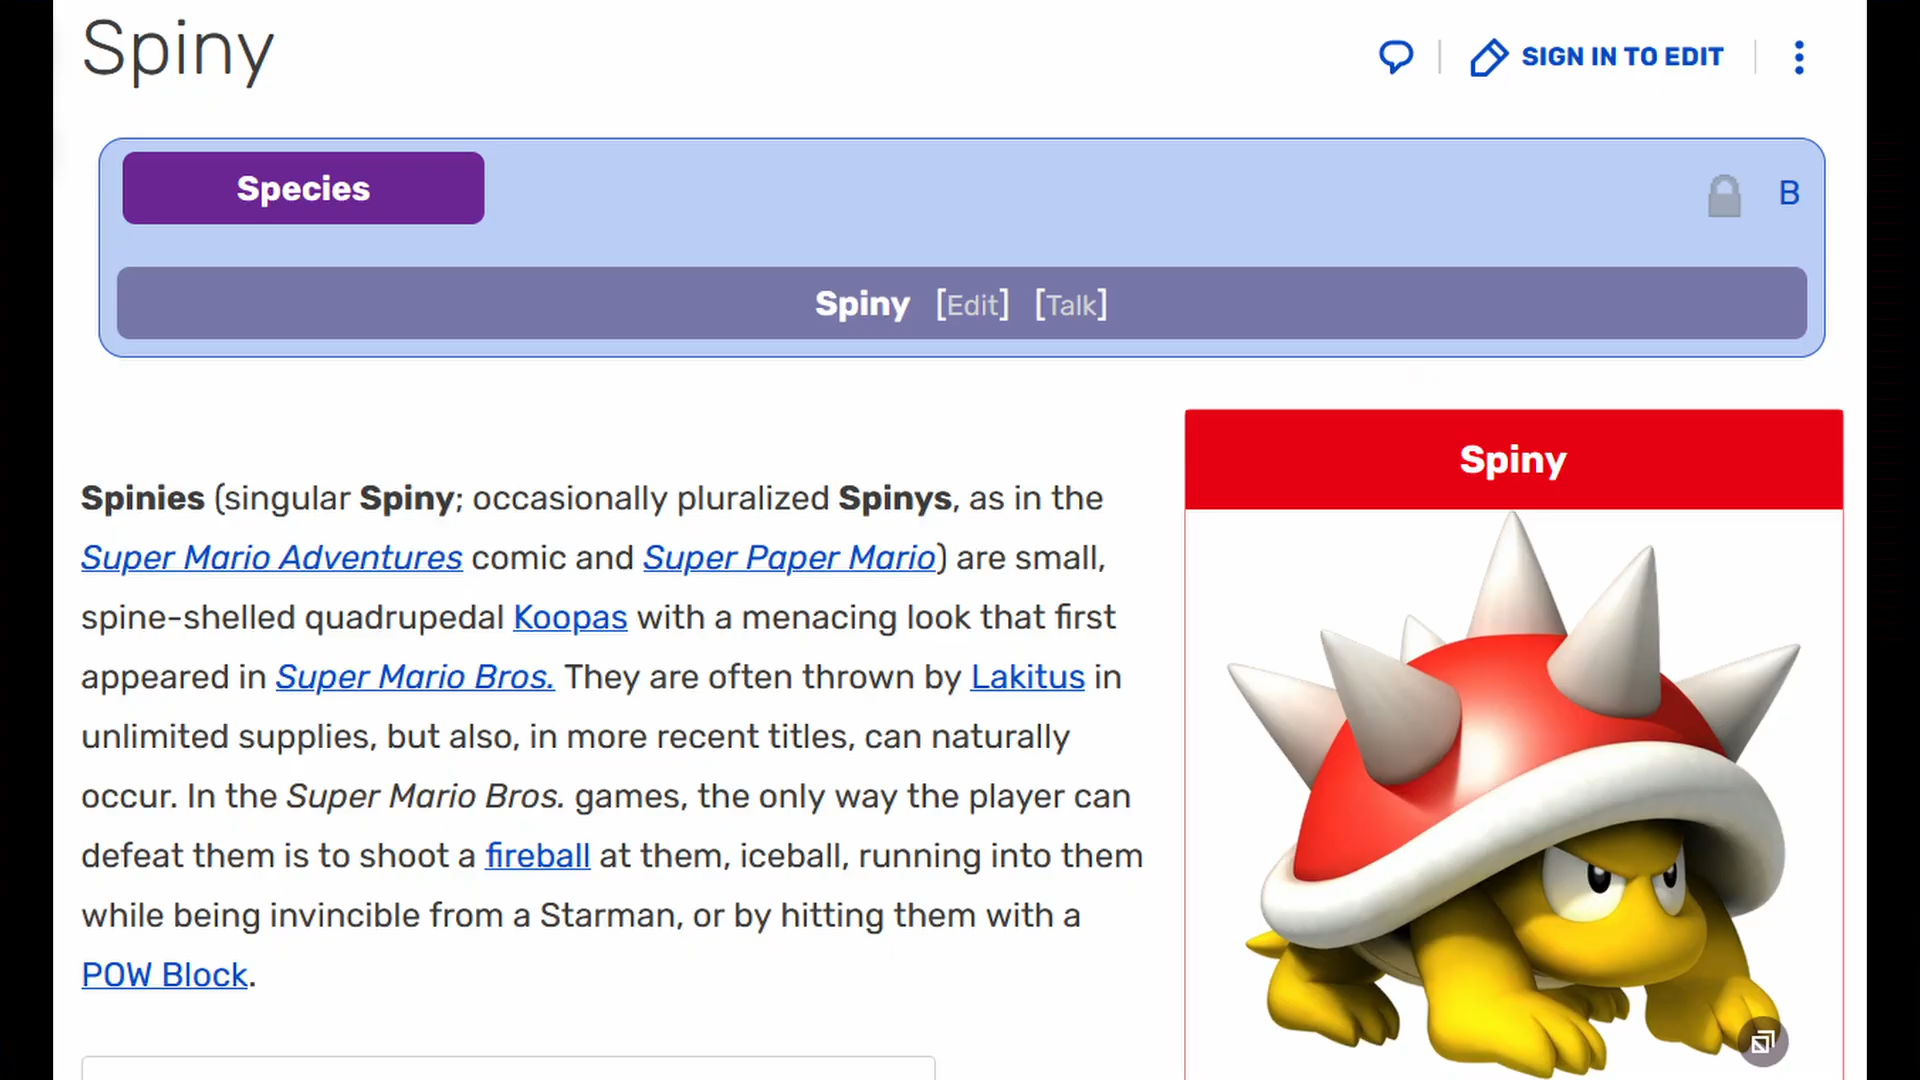 Spiny
SIGN IN TO EDIT
Species
B
Spiny [Edit] [Talk]
Spinies (singular Spiny; occasionally pluralized Spinys, as in the
Super Mario Adventures comic and Super Paper Mario) are small,
spine-shelled quadrupedal Koopas with a menacing look that first
appeared in Super Mario Bros. They are often thrown by Lakitus in
unlimited supplies, but also, in more recent titles, can naturally
occur. In the Super Mario Bros. games, the only way the player can
defeat them is to shoot a fireball at them, iceball, running into them
while being invincible from a Starman, or by hitting them with a
POW Block.
Spiny